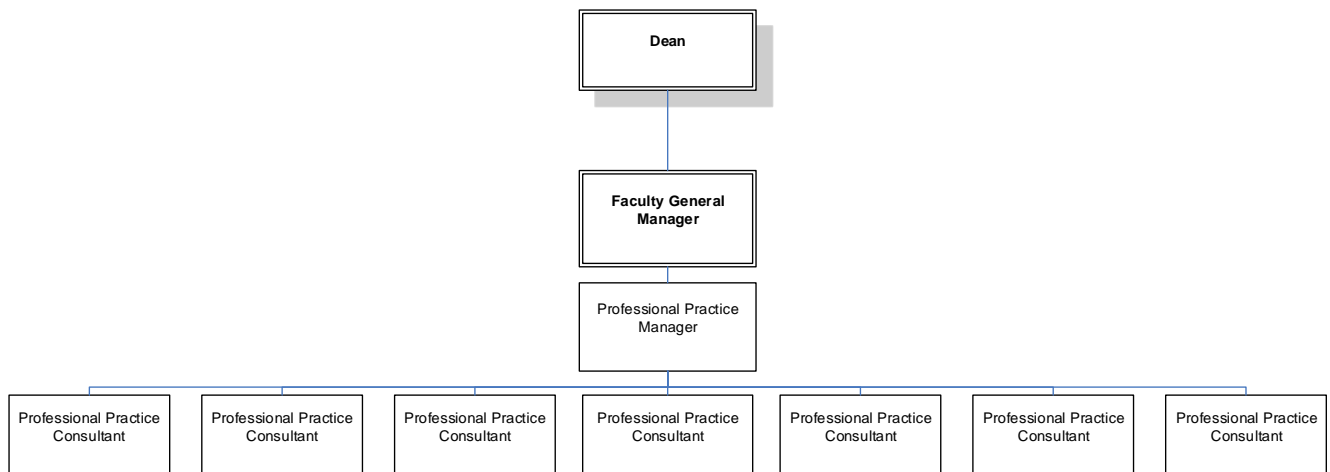 Dean
Faculty General
Manager
Professional Practice
Manager
Professional Practice
Consultant
Professional Practice
Consultant
Professional Practice
Consultant
Professional Practice
Consultant
Professional Practice
Consultant
Professional Practice
Consultant
Professional Practice
Consultant